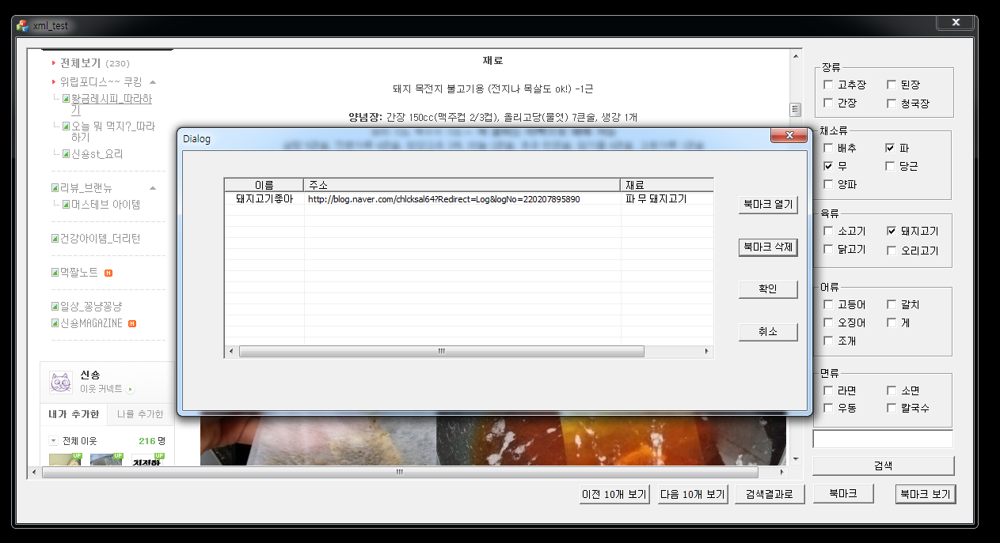 xml_test
전체보기 (230)
위립포디스~~ 쿠킹
황금레시피_따라하
기
오늘 뭐 먹지?_따라
하기
신숑st_요리
리뷰_브랜뉴
머스테브 아이템
건강아이템_더리턴
먹짤노트 N
일상_꽁냥꽁냥
신숑MAGAZINE N
신숑
이웃 커넥트
내가 추가한 나를 추가한
전체 이웃 216 명
UP UP UP
재료
돼지 목전지 불고기용 (전지나 목살도 ok!) -1근
양념장: 간장 150cc(맥주컵 2/3컵), 올리고당(물엿) 7큰술, 생강 1개
Dialog
이름 주소 재료
돼지고기좋아 http://blog.naver.com/chlcksal64?Redirect=Log&logNo=220207895890 파 무 돼지고기
북마크 열기
북마크 삭제
확인
취소
장류
고추장 된장
간장 청국장
채소류
배추 파
무 당근
양파
육류
소고기 돼지고기
닭고기 오리고기
어류
고등어 갈치
오징어 게
조개
면류
라면 소면
우동 칼국수
검색
이전 10개 보기 다음 10개 보기 검색결과로 북마크 북마크 보기